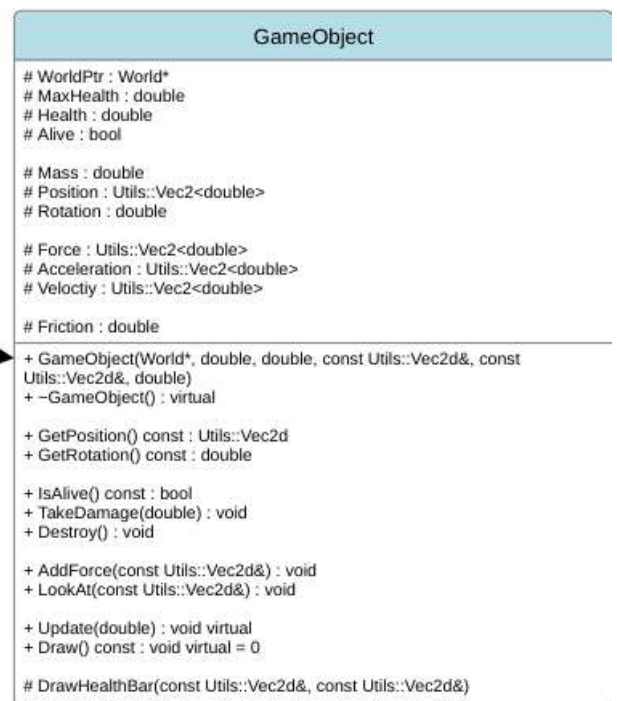 GameObject
# WorldPtr : World*
# MaxHealth : double
# Health : double
# Alive : bool
# Mass : double
# Position : Utils::Vec2<double>
# Rotation : double
# Force : Utils::Vec2<double>
# Acceleration : Utils::Vec2<double>
# Veloctiy : Utils::Vec2<double>
# Friction : double
+ GameObject(World*, double, double, const Utils::Vec2d&, const
Utils::Vec2d&, double)
+ ~GameObject() : virtual
+ GetPosition() const : Utils::Vec2d
+ GetRotation() const : double
+ IsAlive() const : bool
+ TakeDamage(double) : void
+ Destroy() : void
+ AddForce(const Utils::Vec2d&) : void
+ LookAt(const Utils::Vec2d&) : void
+ Update(double) : void virtual
+ Draw() const : void virtual = 0
# DrawHealthBar(const Utils::Vec2d&, const Utils::Vec2d&)